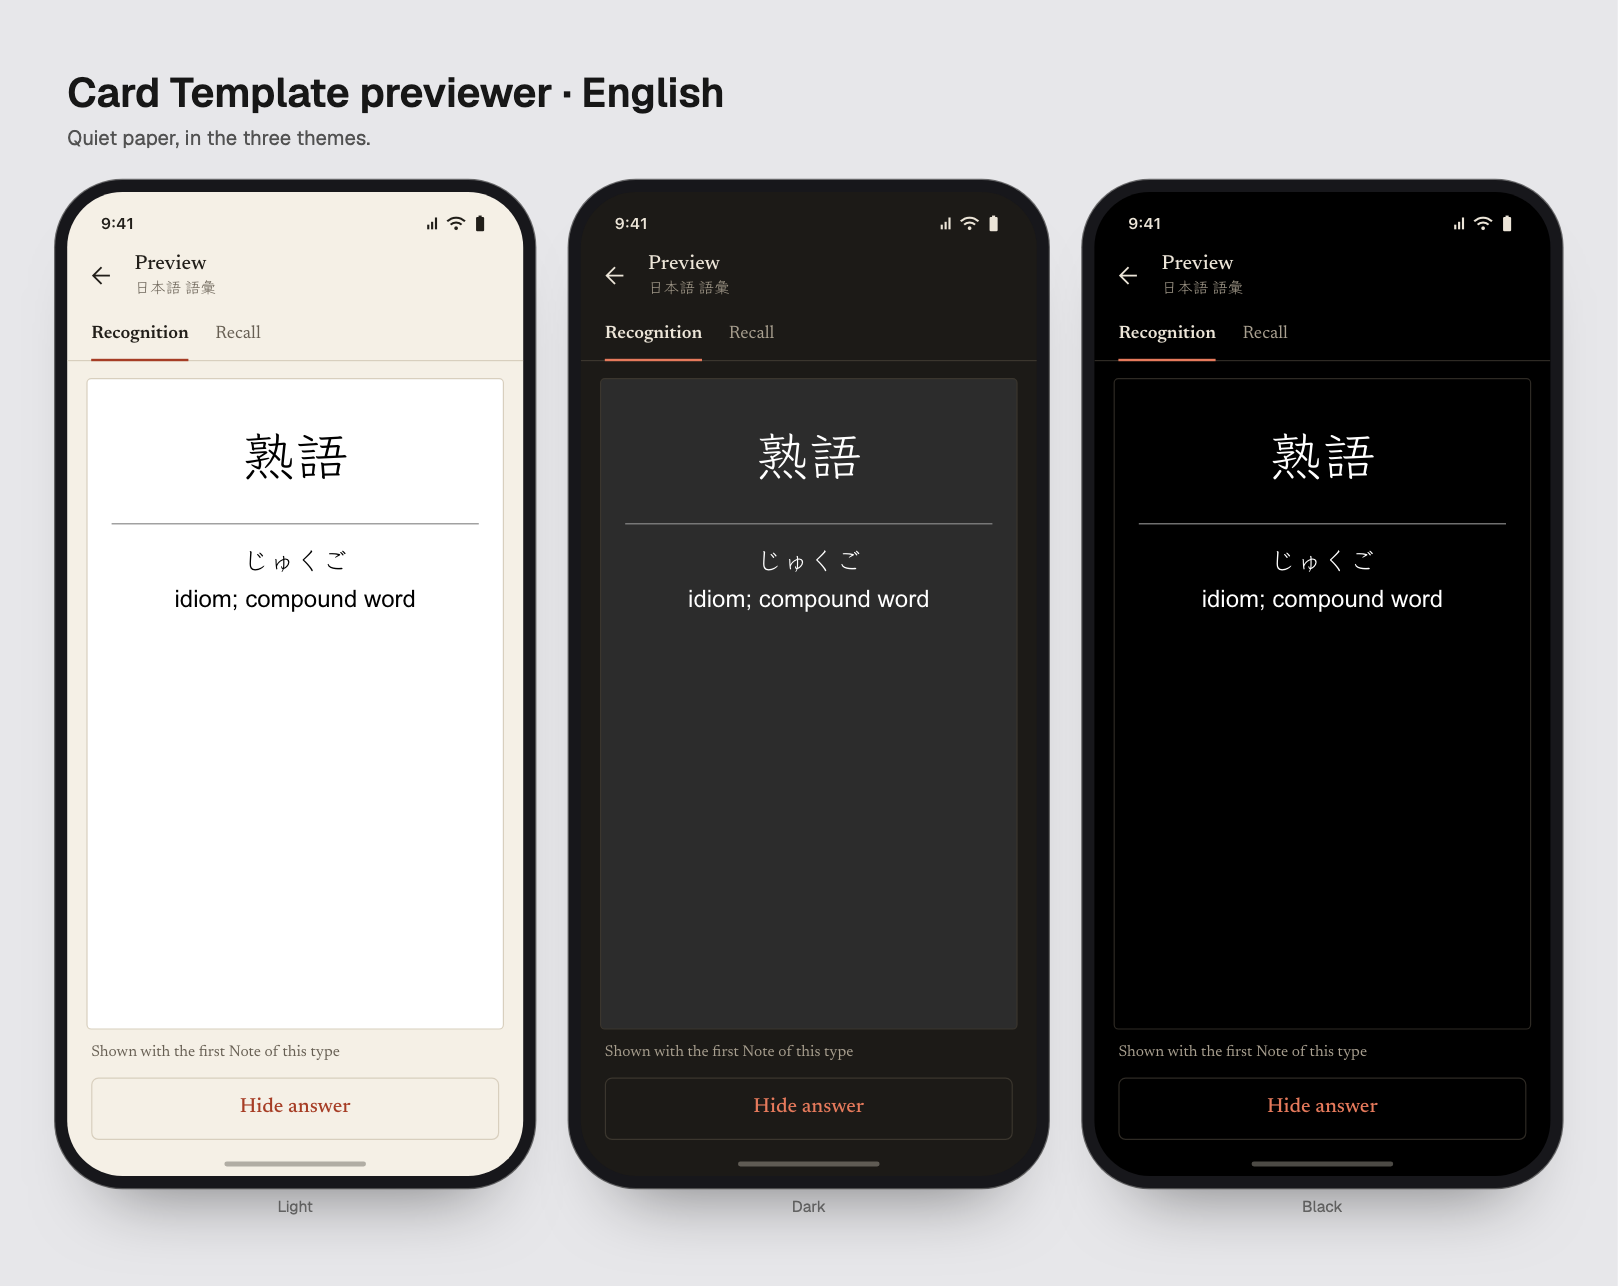 Card Template previewer · English
Quiet paper, in the three themes.
9:41
Preview
日本語 語彙
Recognition Recall
熟語
じゅくご
idiom; compound word
Shown with the first Note of this type
Hide answer
Light
9:41
Preview
日本語 語彙
Recognition Recall
熟語
じゅくご
idiom; compound word
Shown with the first Note of this type
Hide answer
Dark
9:41
Preview
日本語 語彙
Recognition Recall
熟語
じゅくご
idiom; compound word
Shown with the first Note of this type
Hide answer
Black